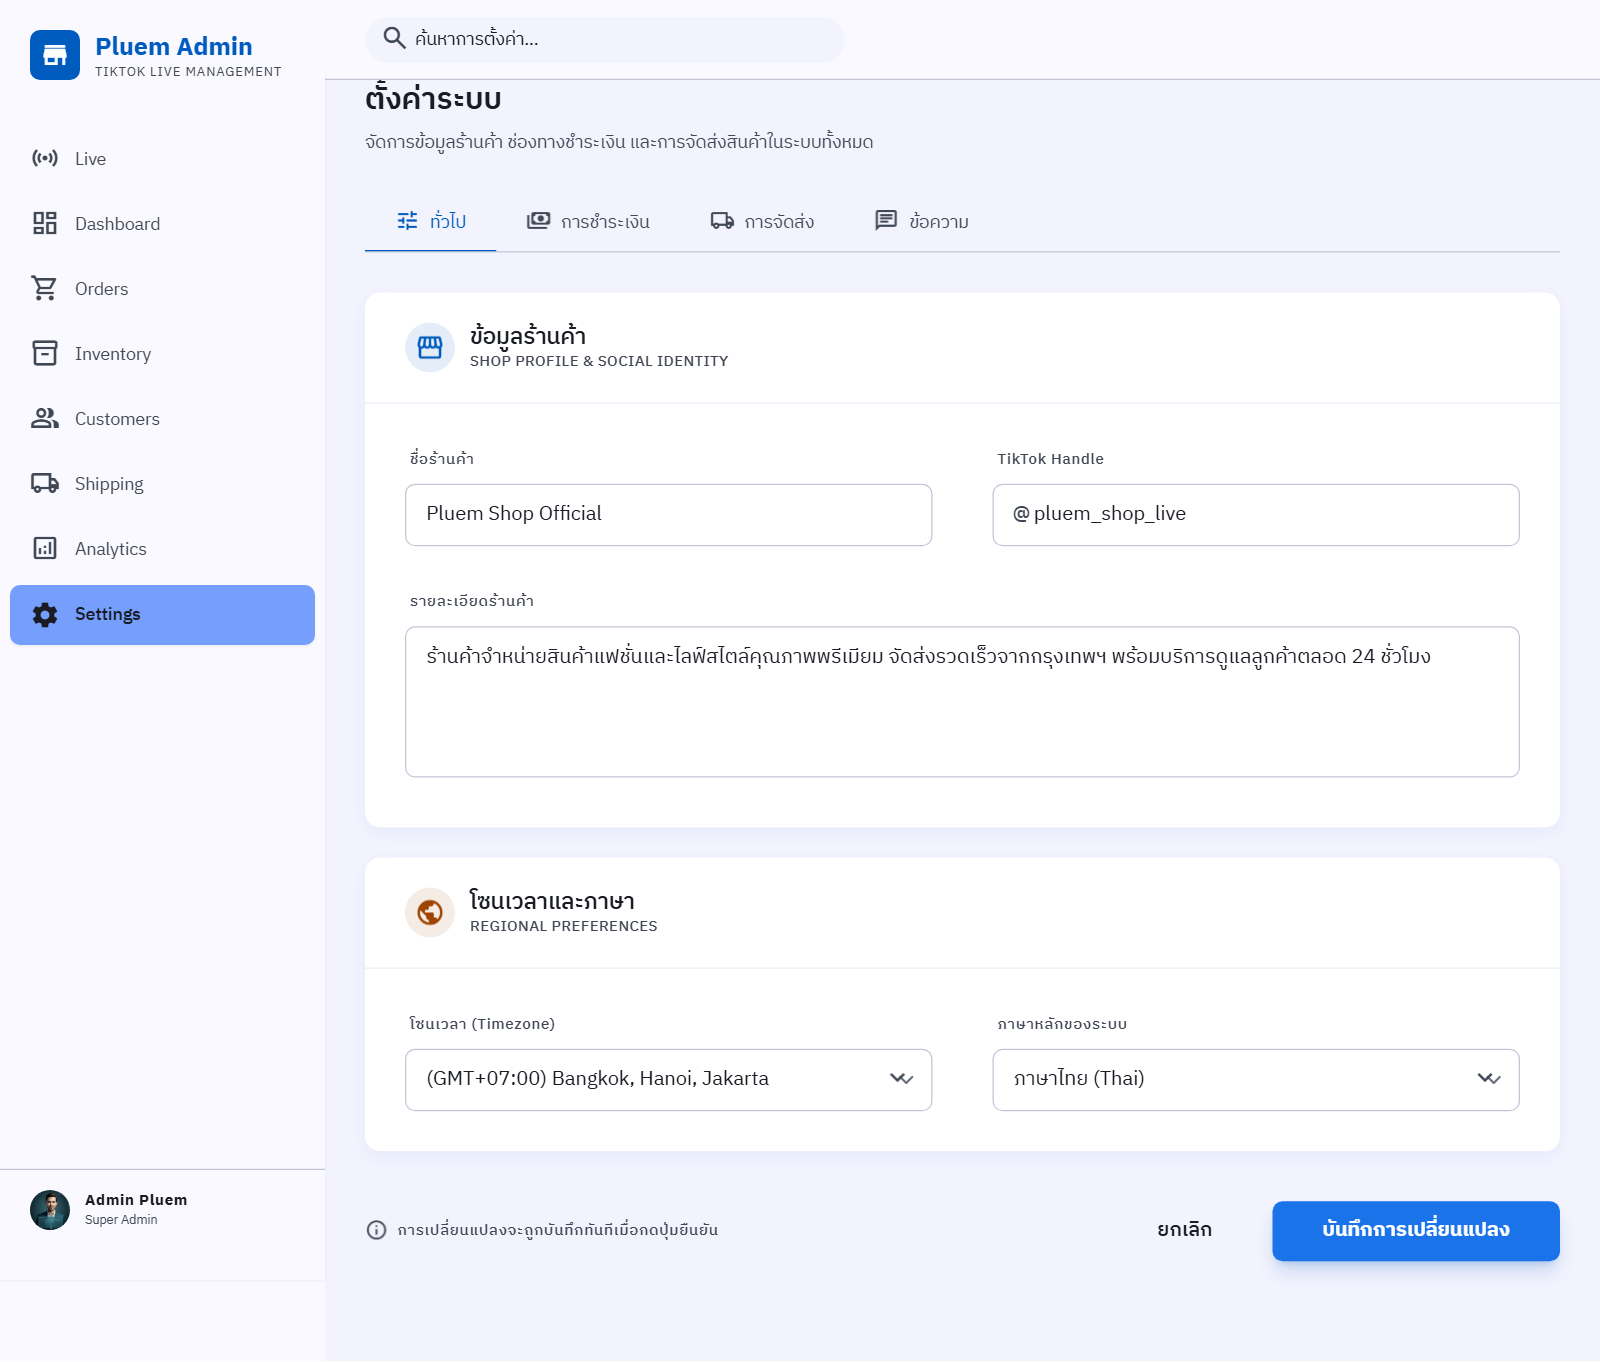 Pluem Admin
TIKTOK LIVE MANAGEMENT
Live
Dashboard
Orders
Inventory
Customers
Shipping
Analytics
Settings
Admin Pluem
Super Admin
ค้นหาการตั้งค่า...
ตั้งค่าระบบ
จัดการข้อมูลร้านค้า ช่องทางชำระเงิน และการจัดส่งสินค้าในระบบทั้งหมด
ทั่วไป
การชำระเงิน
การจัดส่ง
ข้อความ
ข้อมูลร้านค้า
SHOP PROFILE & SOCIAL IDENTITY
ชื่อร้านค้า
Pluem Shop Official
TikTok Handle
@ pluem_shop_live
รายละเอียดร้านค้า
ร้านค้าจำหน่ายสินค้าแฟชั่นและไลฟ์สไตล์คุณภาพพรีเมียม จัดส่งรวดเร็วจากกรุงเทพฯ พร้อมบริการดูแลลูกค้าตลอด 24 ชั่วโมง
โซนเวลาและภาษา
REGIONAL PREFERENCES
โซนเวลา (Timezone)
(GMT+07:00) Bangkok, Hanoi, Jakarta
ภาษาหลักของระบบ
ภาษาไทย (Thai)
การเปลี่ยนแปลงจะถูกบันทึกทันทีเมื่อกดปุ่มยืนยัน
ยกเลิก
บันทึกการเปลี่ยนแปลง